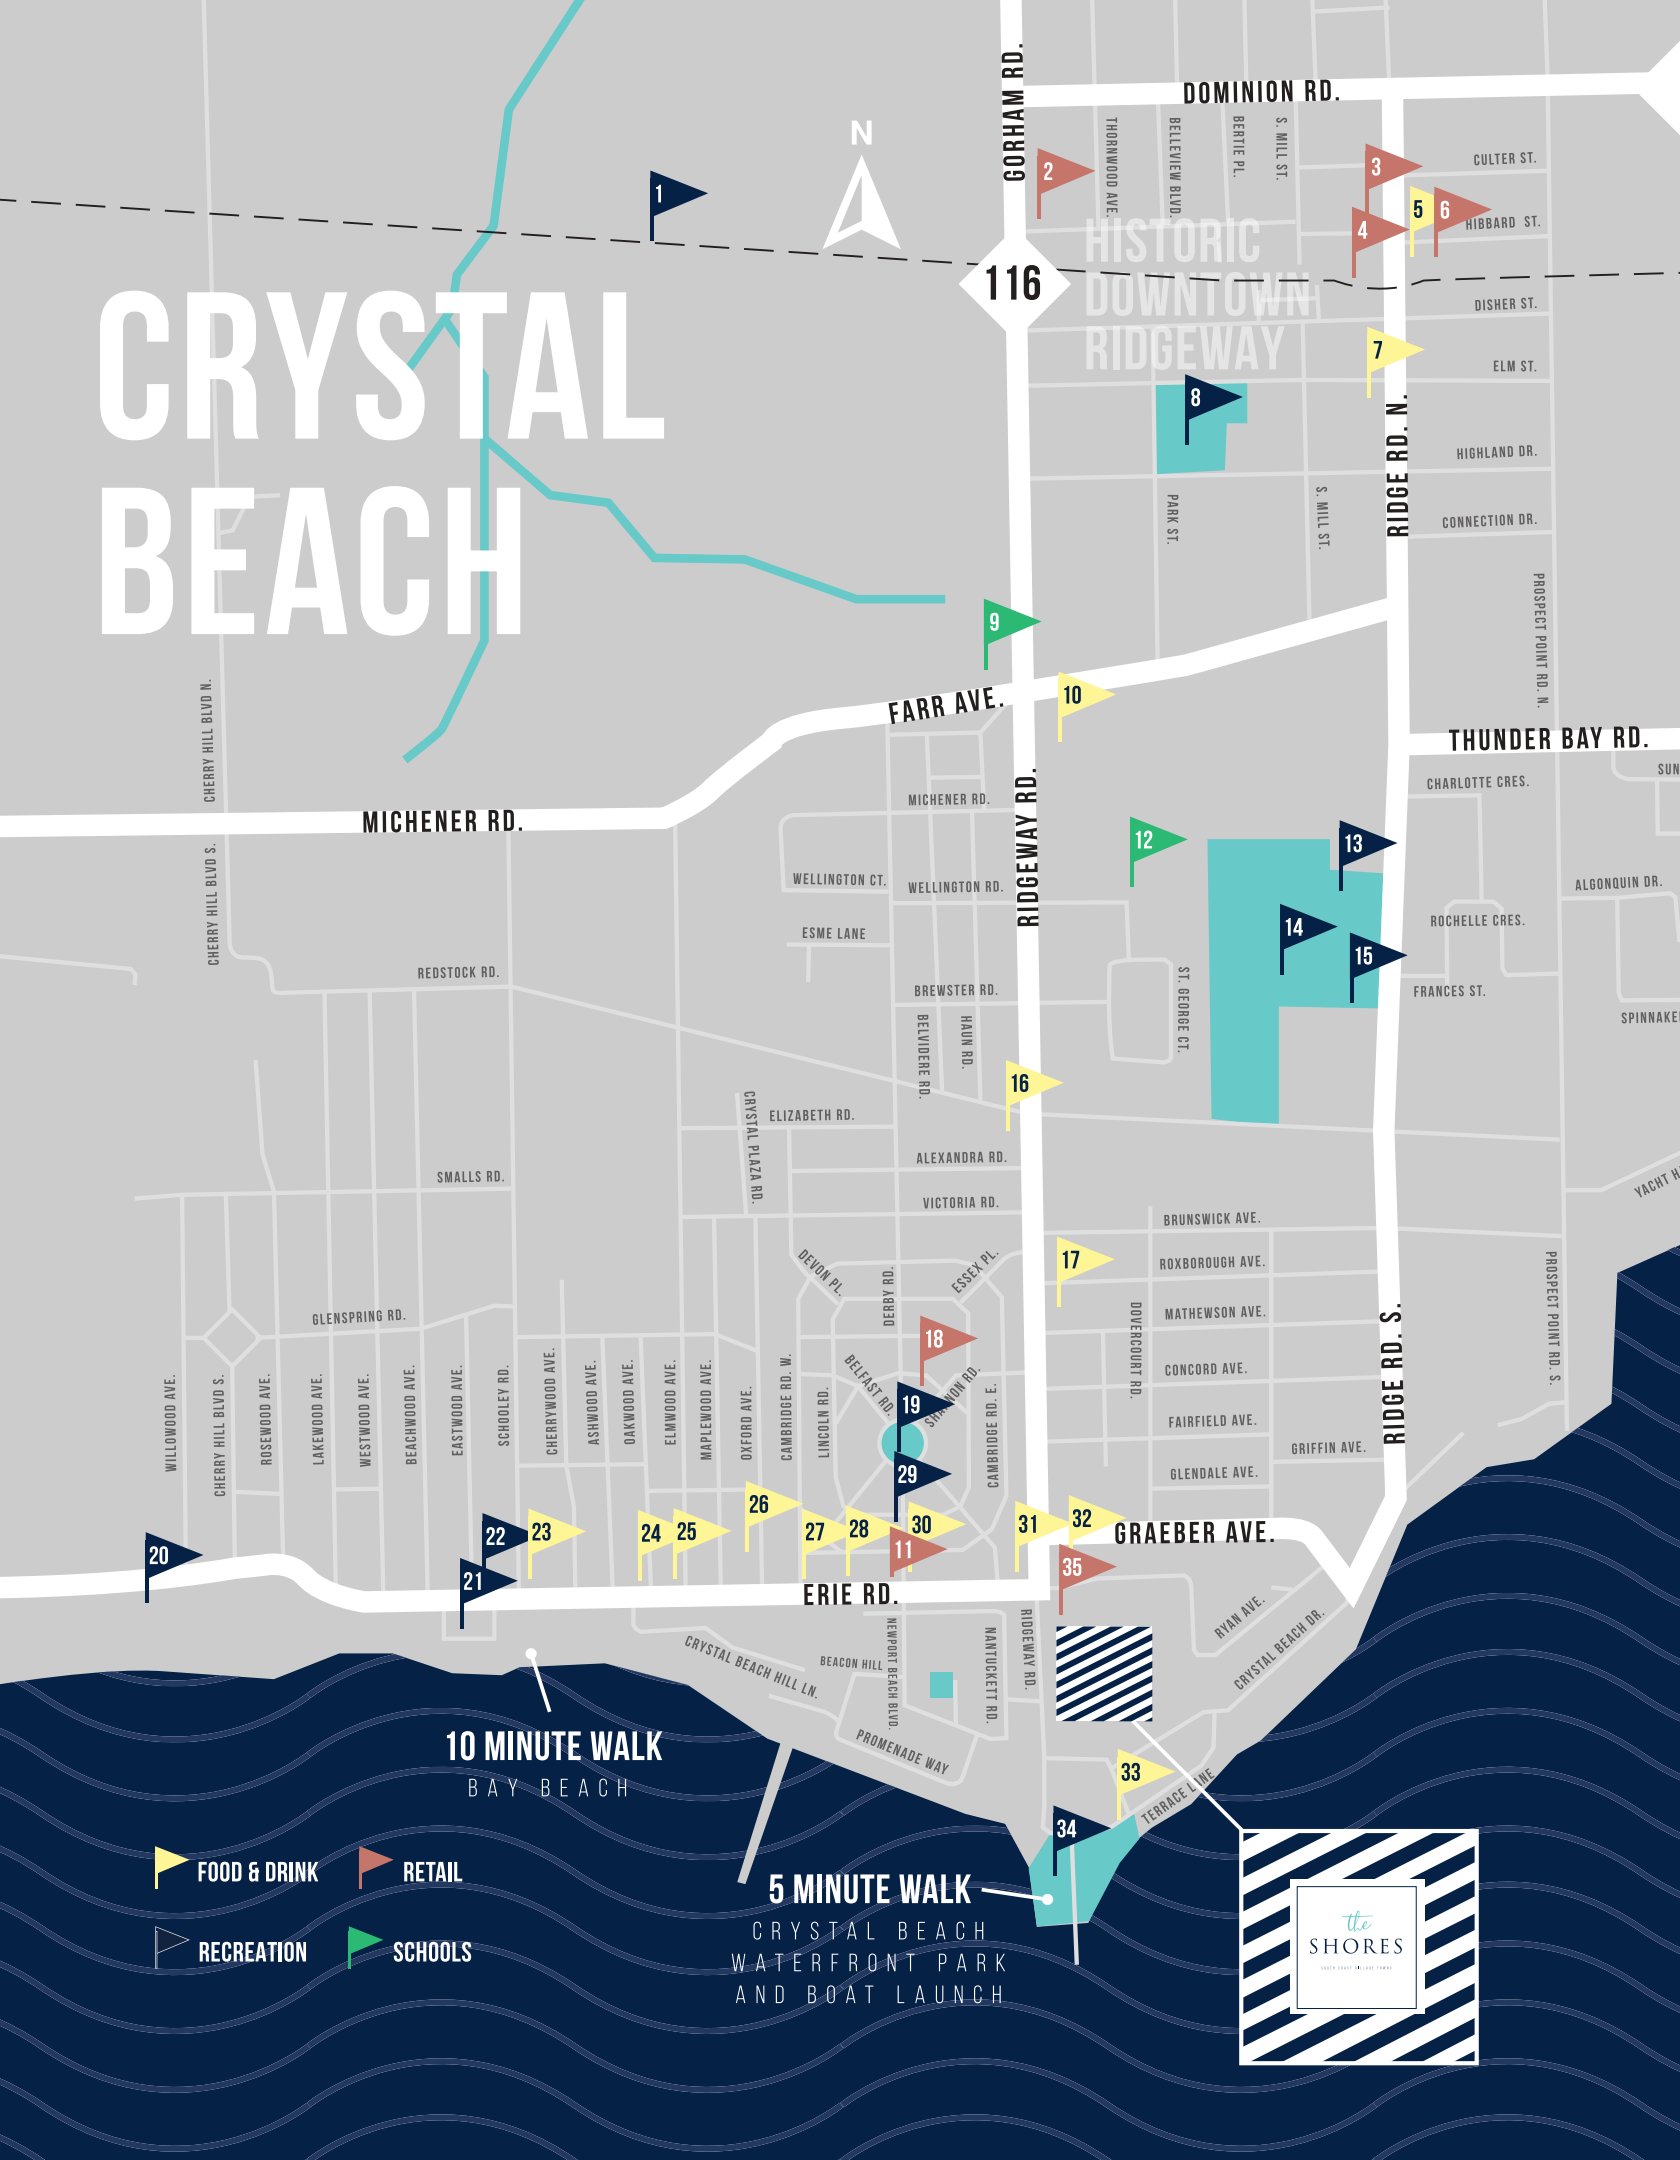 GORHAM RD.
DOMINION RD.
N
THORNWOOD AVE.
BELLEVIEW BLVD.
BERTIE PL.
S. MILL ST.
CULTER ST.
1
2
3
4
5
6
HIBBARD ST.
HISTORIC
DOWNTOWN
RIDGEWAY
116
CRYSTAL
BEACH
DISHER ST.
7
ELM ST.
8
RIDGE RD. N.
HIGHLAND DR.
PARK ST.
S. MILL ST.
CONNECTION DR.
PROSPECT POINT RD. N.
9
10
FARR AVE.
CHERRY HILL BLVD N.
THUNDER BAY RD.
SUN
CHARLOTTE CRES.
MICHENER RD.
MICHENER RD.
RIDGEWAY RD.
12
13
CHERRY HILL BLVD S.
WELLINGTON CT.
WELLINGTON RD.
ALGONQUIN DR.
ESME LANE
14
15
ROCHELLE CRES.
REDSTOCK RD.
BREWSTER RD.
ST. GEORGE CT.
FRANCES ST.
SPINNAKE
BELVIDERE RD.
HAUN RD.
16
CRYSTAL PLAZA RD.
ELIZABETH RD.
ALEXANDRA RD.
SMALLS RD.
VICTORIA RD.
YACHT H
BRUNSWICK AVE.
17
ROXBOROUGH AVE.
DEVON PL.
DERBY RD.
ESSEX PL.
PROSPECT POINT RD. S.
GLENSPRING RD.
18
DOVERCOURT RD.
MATHEWSON AVE.
RIDGE RD. S.
CONCORD AVE.
WILLOWOOD AVE.
CHERRY HILL BLVD S.
ROSEWOOD AVE.
LAKEWOOD AVE.
WESTWOOD AVE.
BEACHWOOD AVE.
EASTWOOD AVE.
SCHOOLEY RD.
CHERRYWOOD AVE.
ASHWOOD AVE.
OAKWOOD AVE.
ELMWOOD AVE.
MAPLEWOOD AVE.
OXFORD AVE.
CAMBRIDGE RD. W.
LINCOLN RD.
BELFAST RD.
19
SHANNON RD.
CAMBRIDGE RD. E.
FAIRFIELD AVE.
GRIFFIN AVE.
29
GLENDALE AVE.
20
22
21
23
24
25
26
27
28
30
11
31
32
GRAEBER AVE.
35
ERIE RD.
RYAN AVE.
CRYSTAL BEACH DR.
CRYSTAL BEACH HILL LN.
BEACON HILL
NEWPORT BEACH BLVD.
NANTUCKETT RD.
RIDGEWAY RD.
PROMENADE WAY
10 MINUTE WALK
BAY BEACH
33
TERRACE LANE
34
FOOD & DRINK
RETAIL
RECREATION
SCHOOLS
5 MINUTE WALK
CRYSTAL BEACH
WATERFRONT PARK
AND BOAT LAUNCH
the
SHORES